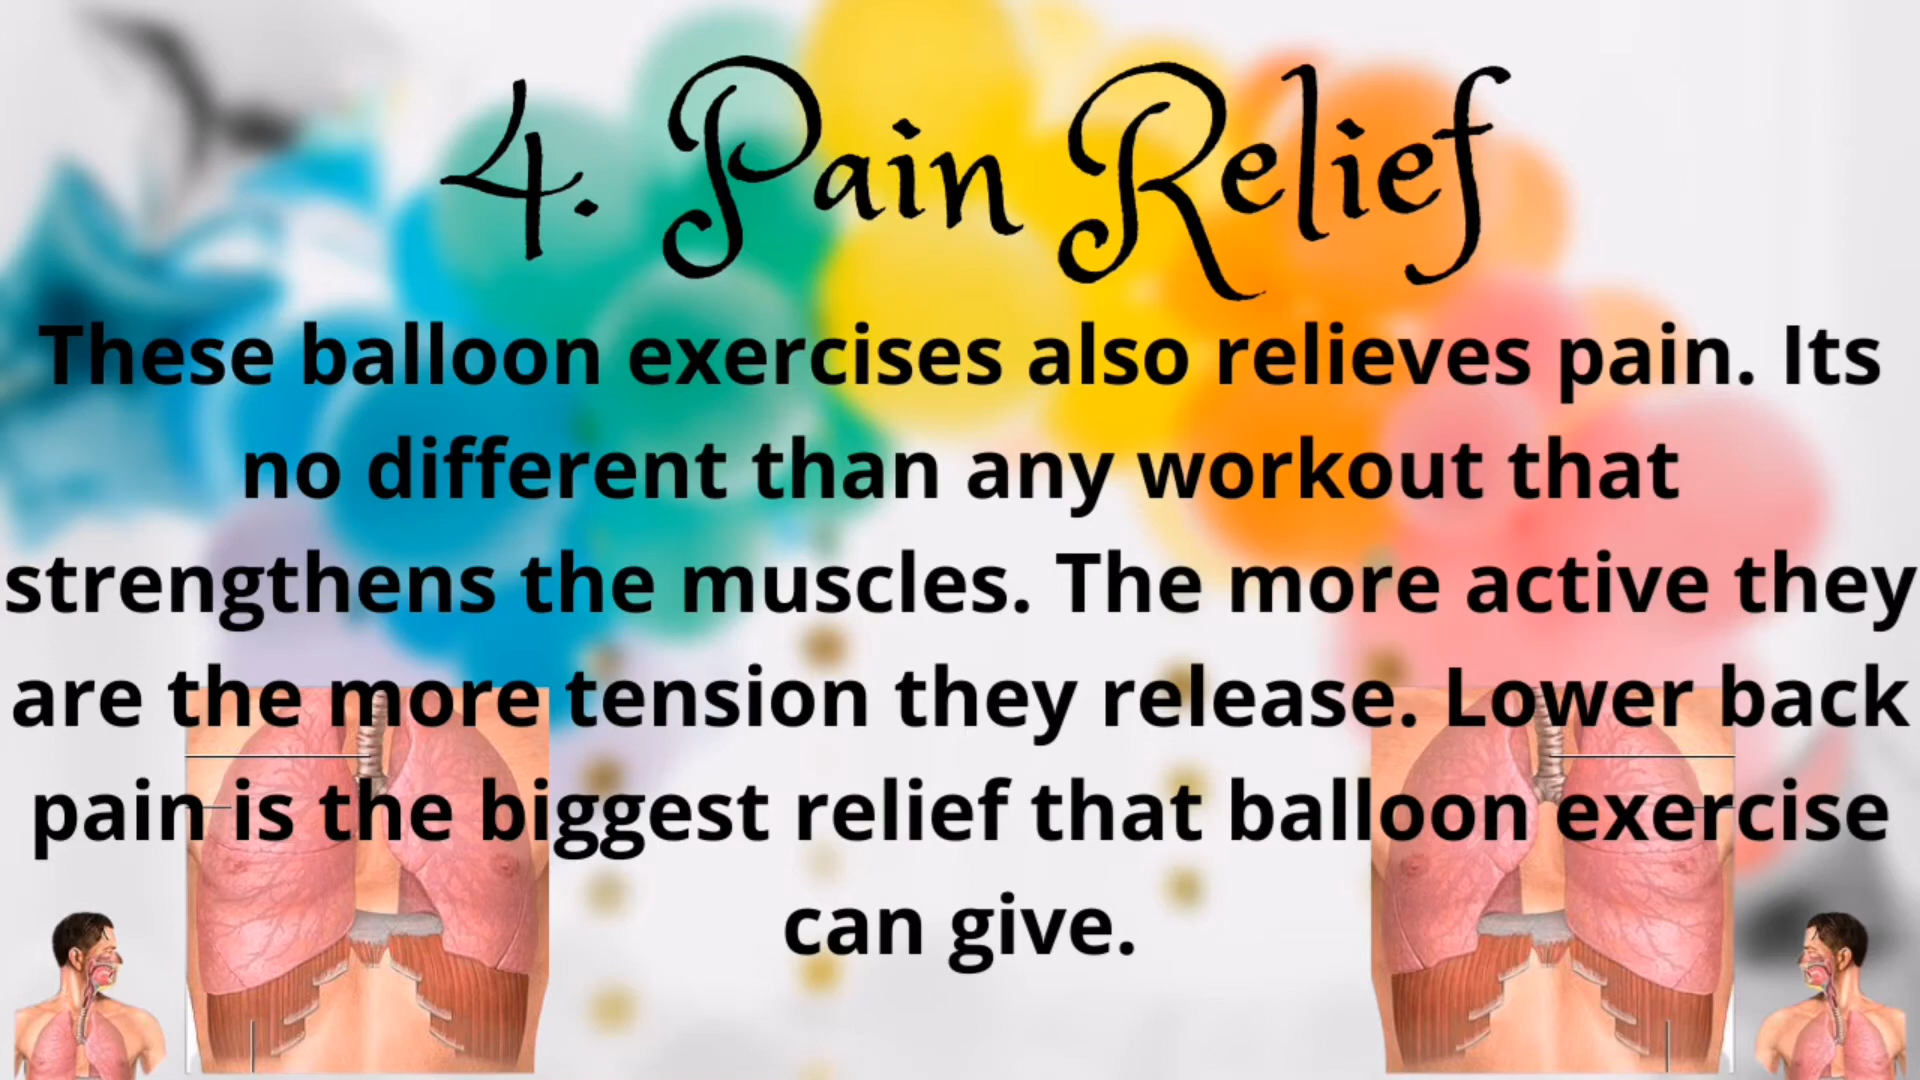 4. Pain Relief
These balloon exercises also relieves pain. Its
no different than any workout that
strengthens the muscles. The more active they
are the more tension they release. Lower back
pain is the biggest relief that balloon exercise
can give.